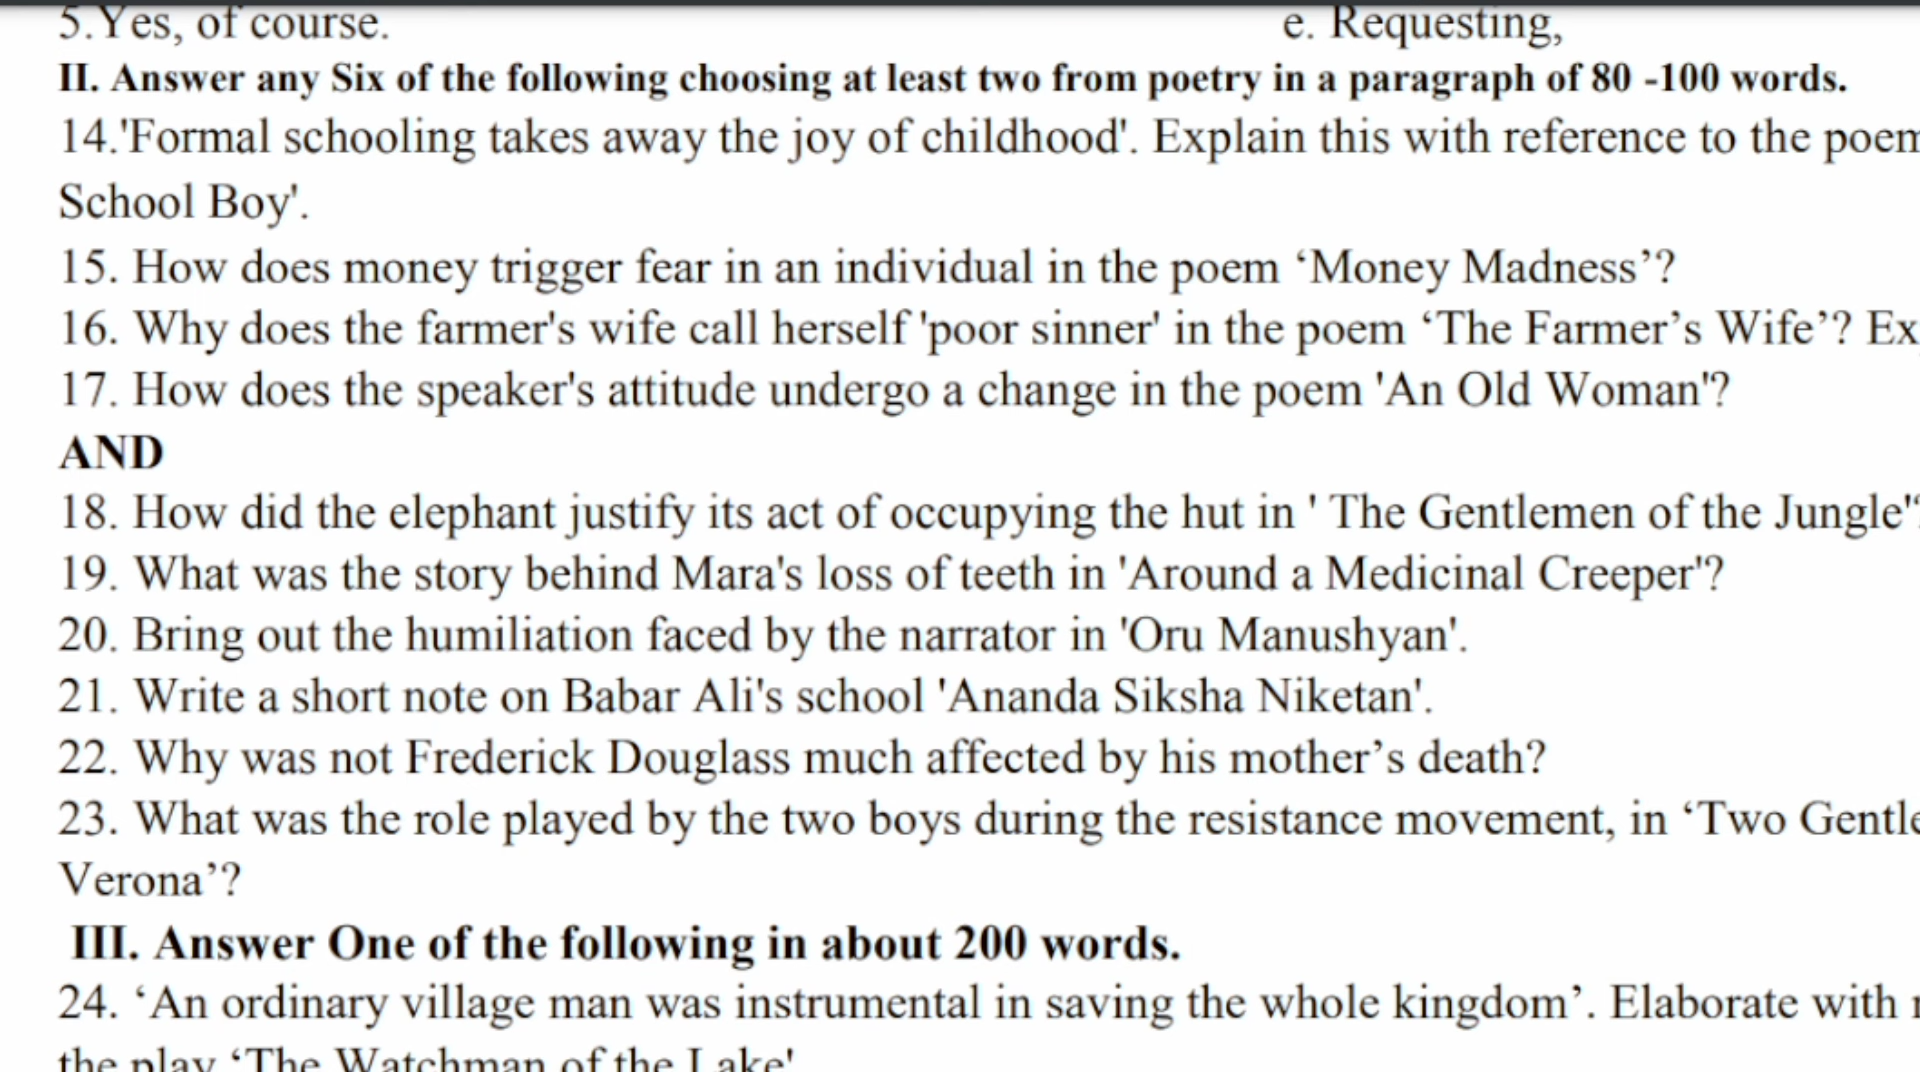 5.Yes, of course. e. Requesting,
II. Answer any Six of the following choosing at least two from poetry in a paragraph of 80 -100 words.
14.'Formal schooling takes away the joy of childhood'. Explain this with reference to the poem
School Boy'.
15. How does money trigger fear in an individual in the poem ‘Money Madness’?
16. Why does the farmer's wife call herself 'poor sinner' in the poem ‘The Farmer’s Wife’? Ex
17. How does the speaker's attitude undergo a change in the poem 'An Old Woman'?
AND
18. How did the elephant justify its act of occupying the hut in ' The Gentlemen of the Jungle'?
19. What was the story behind Mara's loss of teeth in 'Around a Medicinal Creeper'?
20. Bring out the humiliation faced by the narrator in 'Oru Manushyan'.
21. Write a short note on Babar Ali's school 'Ananda Siksha Niketan'.
22. Why was not Frederick Douglass much affected by his mother’s death?
23. What was the role played by the two boys during the resistance movement, in ‘Two Gentle
Verona’?
III. Answer One of the following in about 200 words.
24. ‘An ordinary village man was instrumental in saving the whole kingdom’. Elaborate with
the play ‘The Watchman of the Lake'